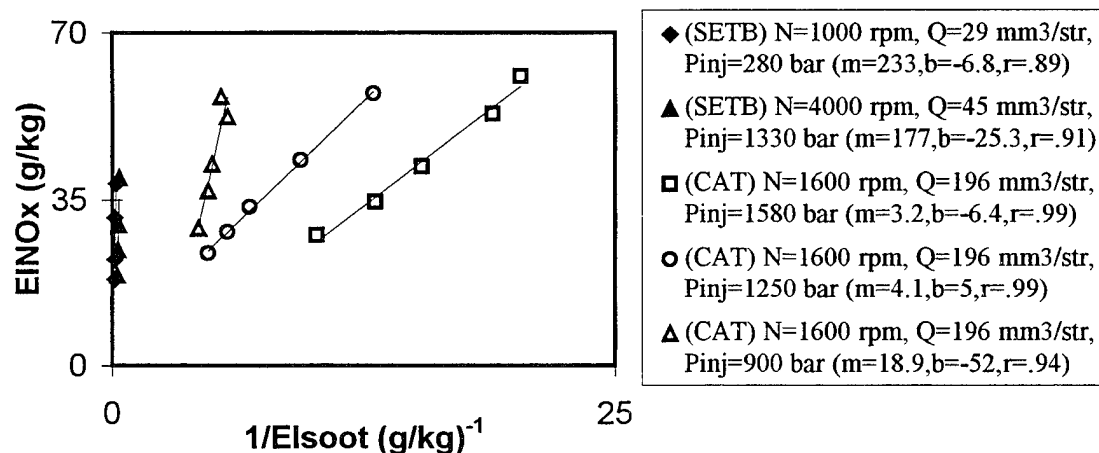 70
35
0
EINOx (g/kg)
0
25
1/EIsoot (g/kg)-1
(SETB) N=1000 rpm, Q=29 mm3/str,
Pinj=280 bar (m=233,b=-6.8,r=.89)
(SETB) N=4000 rpm, Q=45 mm3/str,
Pinj=1330 bar (m=177,b=-25.3,r=.91)
(CAT) N=1600 rpm, Q=196 mm3/str,
Pinj=1580 bar (m=3.2,b=-6.4,r=.99)
(CAT) N=1600 rpm, Q=196 mm3/str,
Pinj=1250 bar (m=4.1,b=5,r=.99)
(CAT) N=1600 rpm, Q=196 mm3/str,
Pinj=900 bar (m=18.9,b=-52,r=.94)